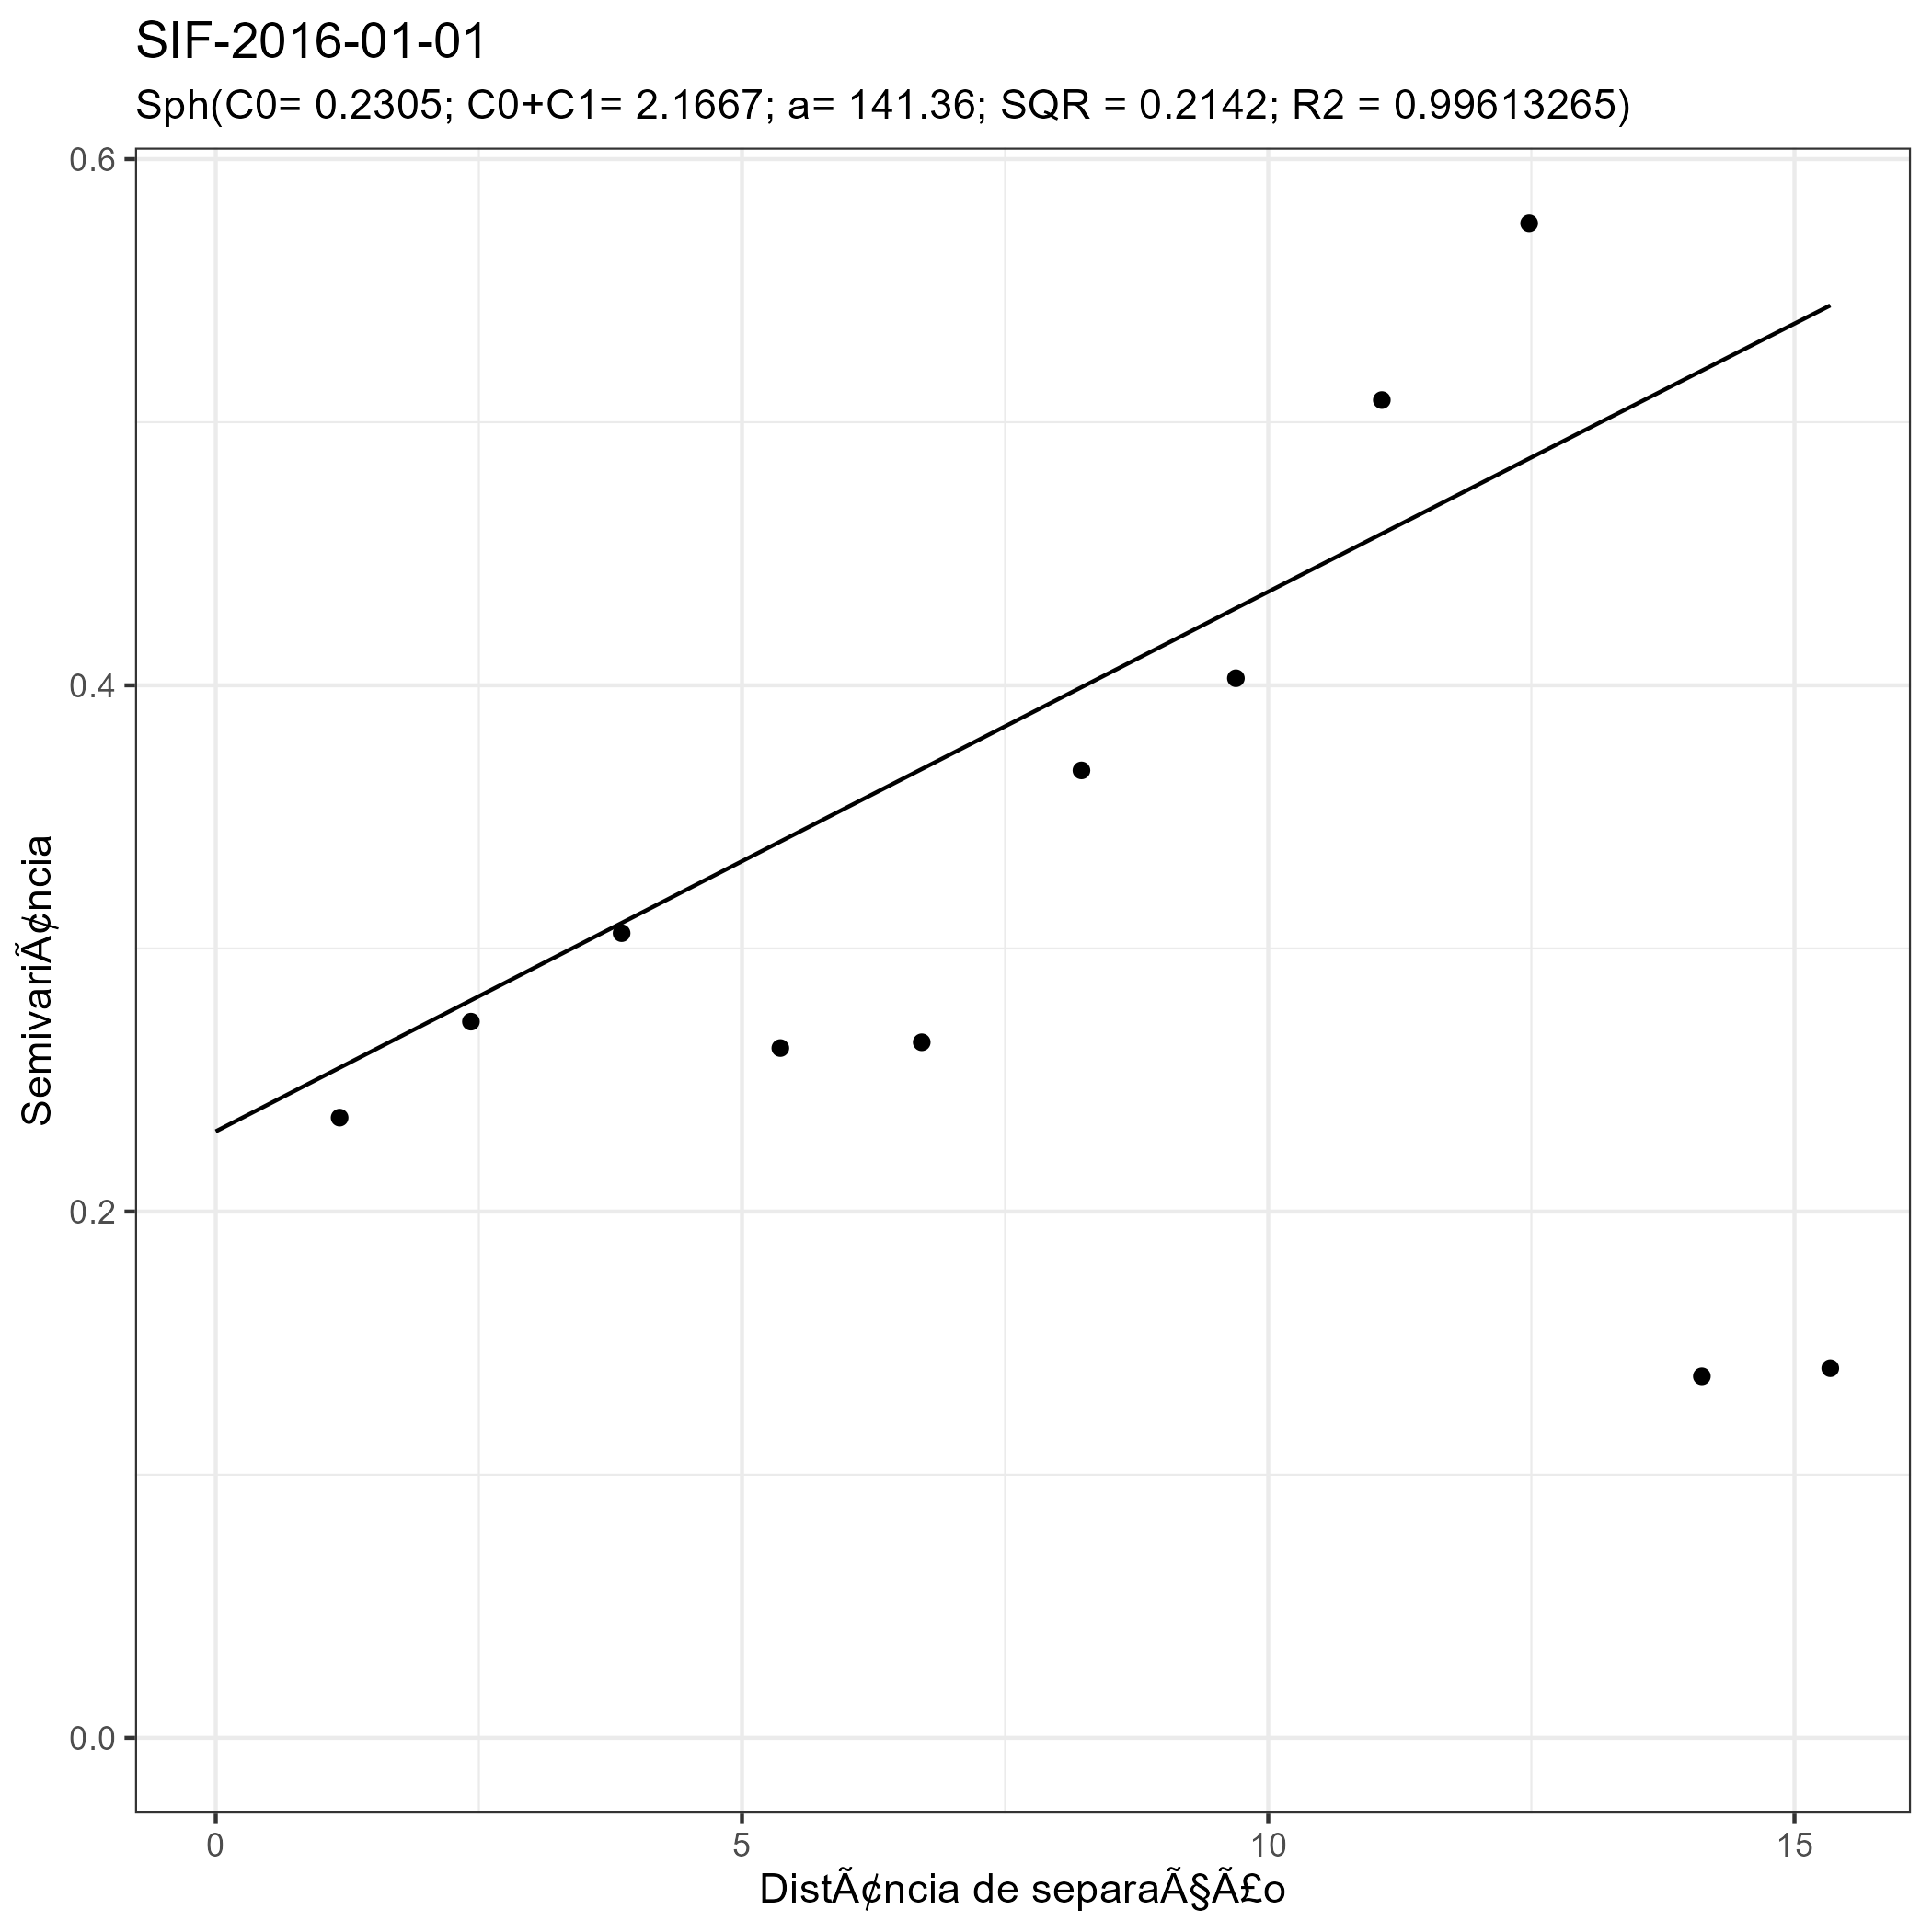 SIF-2016-01-01
Sph(C0= 0.2305; C0+C1= 2.1667; a= 141.36; SQR = 0.2142; R2 = 0.99613265)
0.6
0.4
0.2
0.0
SemivariÃ¢ncia
0 5 10 15
DistÃ¢ncia de separaÃ§Ã£o